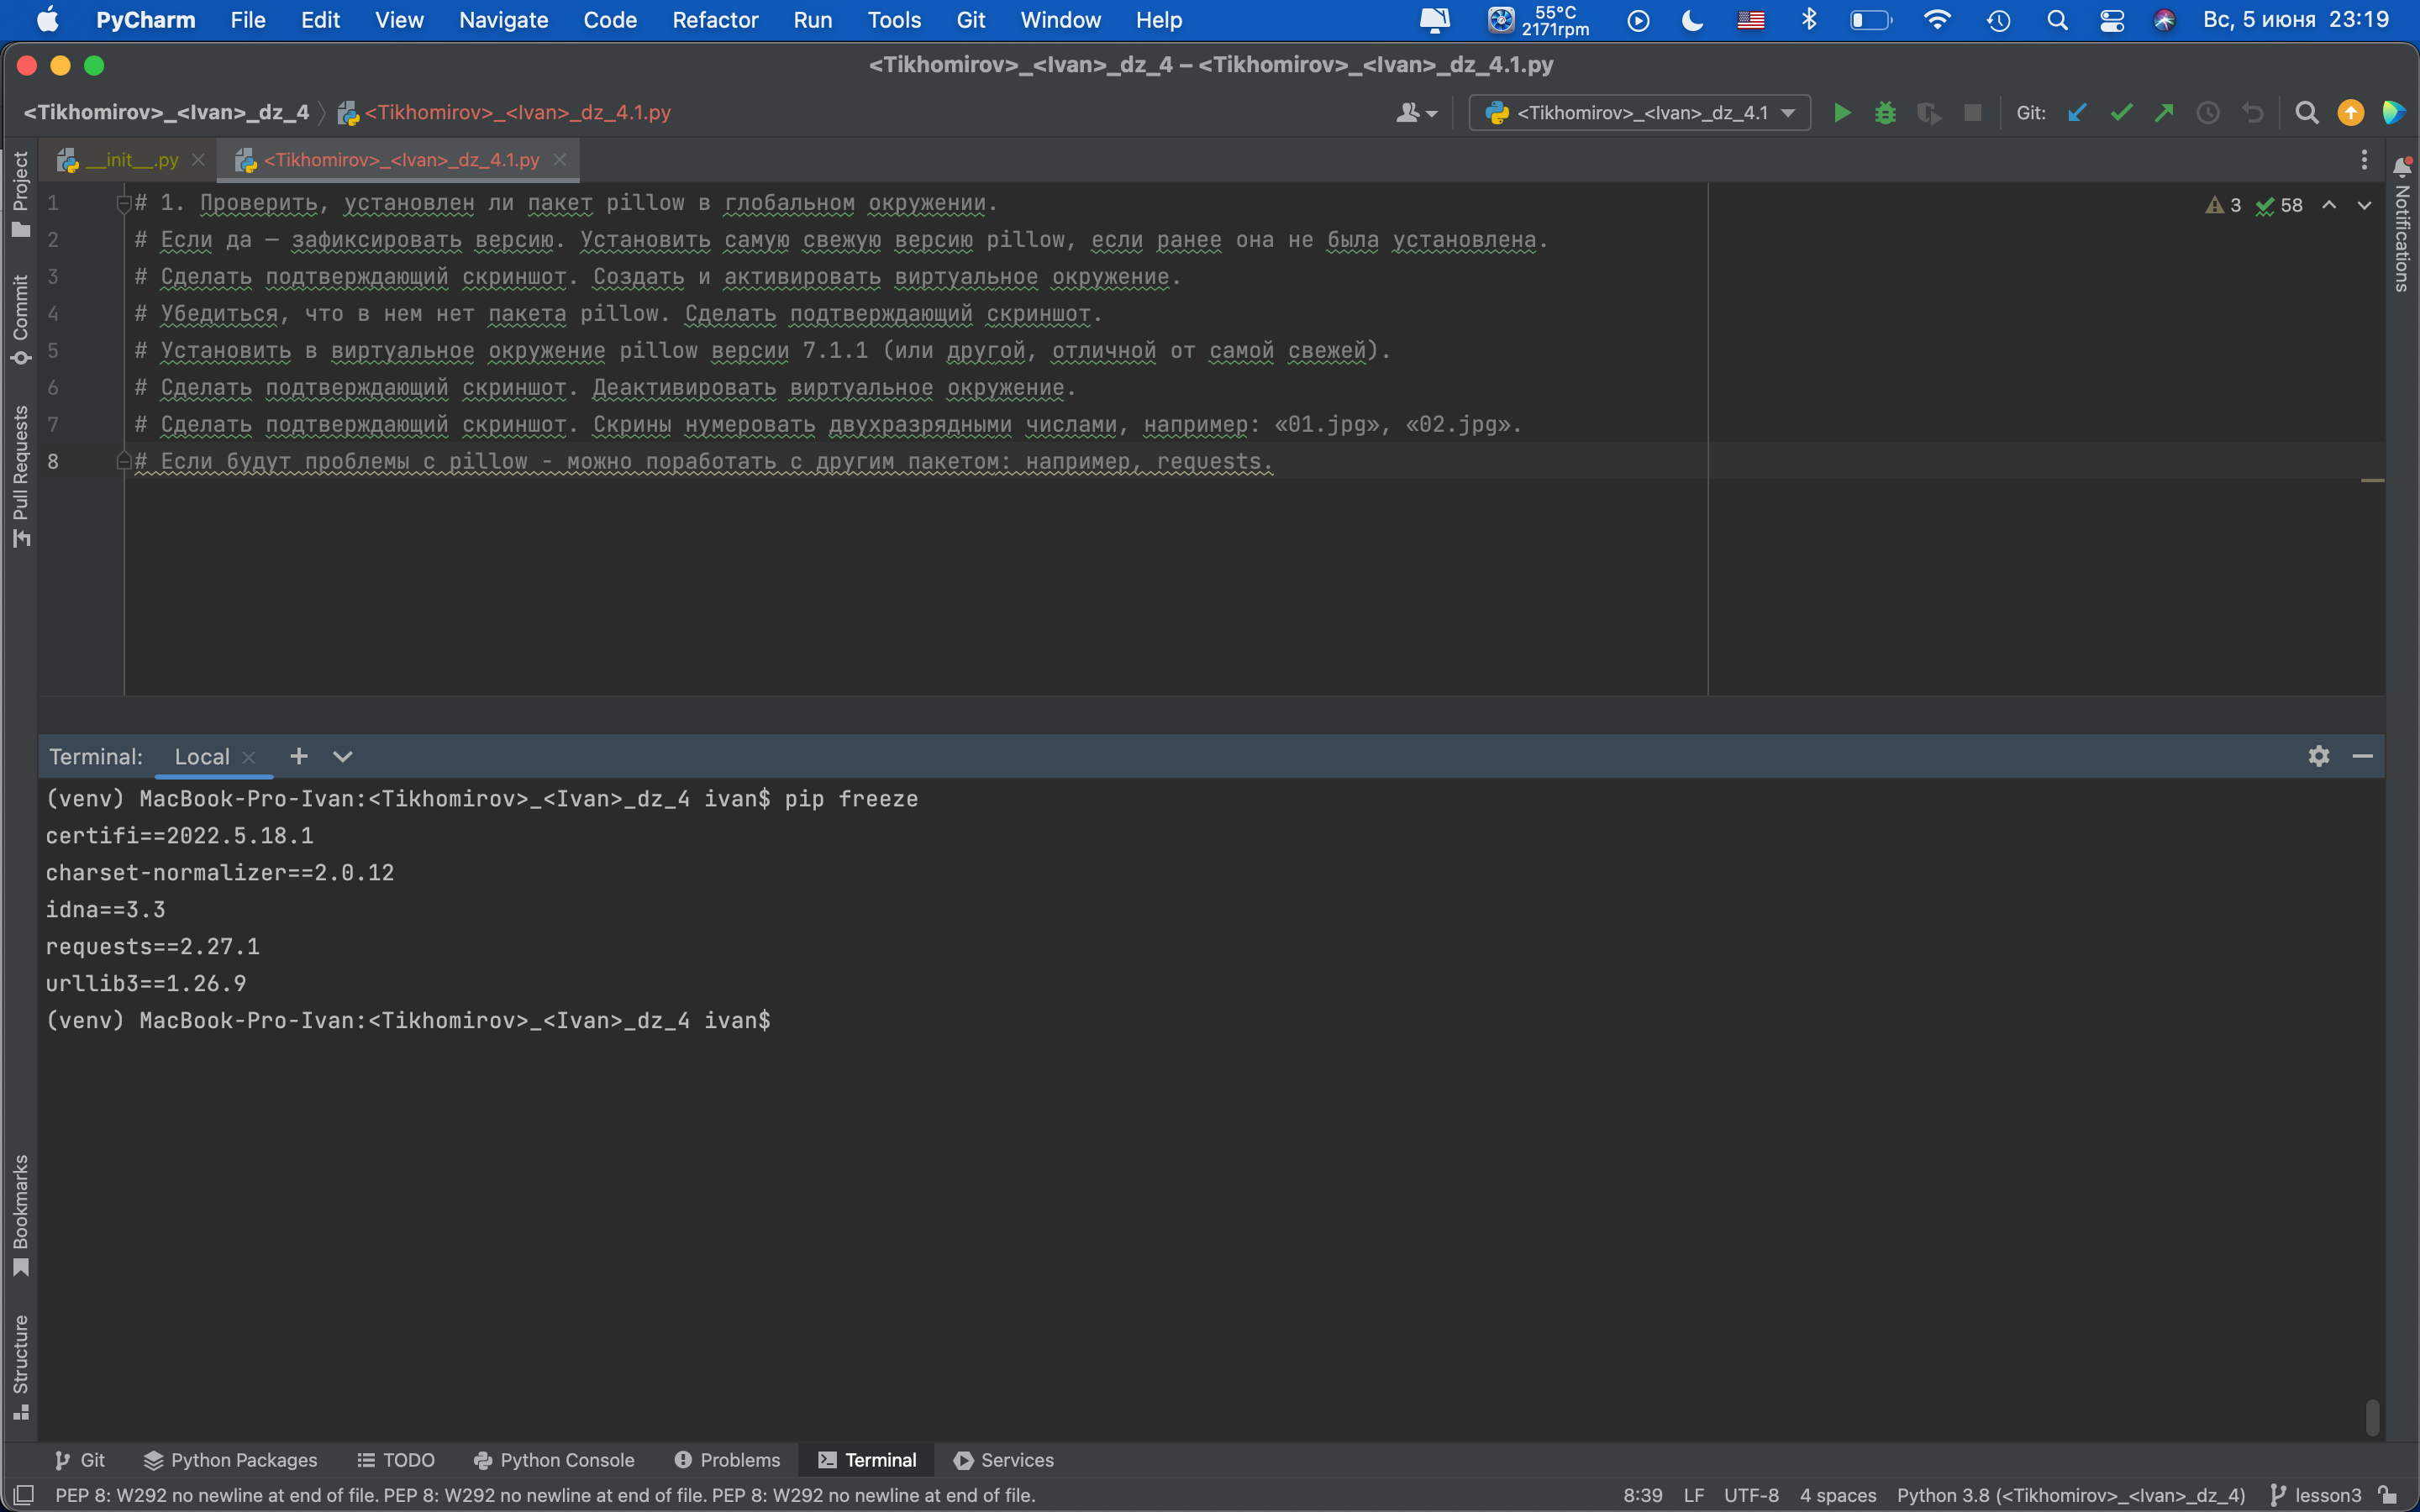 PyCharm File Edit View Navigate Code Refactor Run Tools Git Window Help 55°C 2171rpm Вс, 5 июня 23:19
<Tikhomirov>_<Ivan>_dz_4 – <Tikhomirov>_<Ivan>_dz_4.1.py
<Tikhomirov>_<Ivan>_dz_4 <Tikhomirov>_<Ivan>_dz_4.1.py <Tikhomirov>_<Ivan>_dz_4.1 Git:
__init__.py <Tikhomirov>_<Ivan>_dz_4.1.py
Project
Commit
Pull Requests
Bookmarks
Structure
Notifications
3 58
1 # 1. Проверить, установлен ли пакет pillow в глобальном окружении.
2 # Если да – зафиксировать версию. Установить самую свежую версию pillow, если ранее она не была установлена.
3 # Сделать подтверждающий скриншот. Создать и активировать виртуальное окружение.
4 # Убедиться, что в нем нет пакета pillow. Сделать подтверждающий скриншот.
5 # Установить в виртуальное окружение pillow версии 7.1.1 (или другой, отличной от самой свежей).
6 # Сделать подтверждающий скриншот. Деактивировать виртуальное окружение.
7 # Сделать подтверждающий скриншот. Скрины нумеровать двухразрядными числами, например: «01.jpg», «02.jpg».
8 # Если будут проблемы с pillow - можно поработать с другим пакетом: например, requests.
Terminal: Local
(venv) MacBook-Pro-Ivan:<Tikhomirov>_<Ivan>_dz_4 ivan$ pip freeze
certifi==2022.5.18.1
charset-normalizer==2.0.12
idna==3.3
requests==2.27.1
urllib3==1.26.9
(venv) MacBook-Pro-Ivan:<Tikhomirov>_<Ivan>_dz_4 ivan$
Git Python Packages TODO Python Console Problems Terminal Services
PEP 8: W292 no newline at end of file. PEP 8: W292 no newline at end of file. PEP 8: W292 no newline at end of file. 8:39 LF UTF-8 4 spaces Python 3.8 (<Tikhomirov>_<Ivan>_dz_4) lesson3